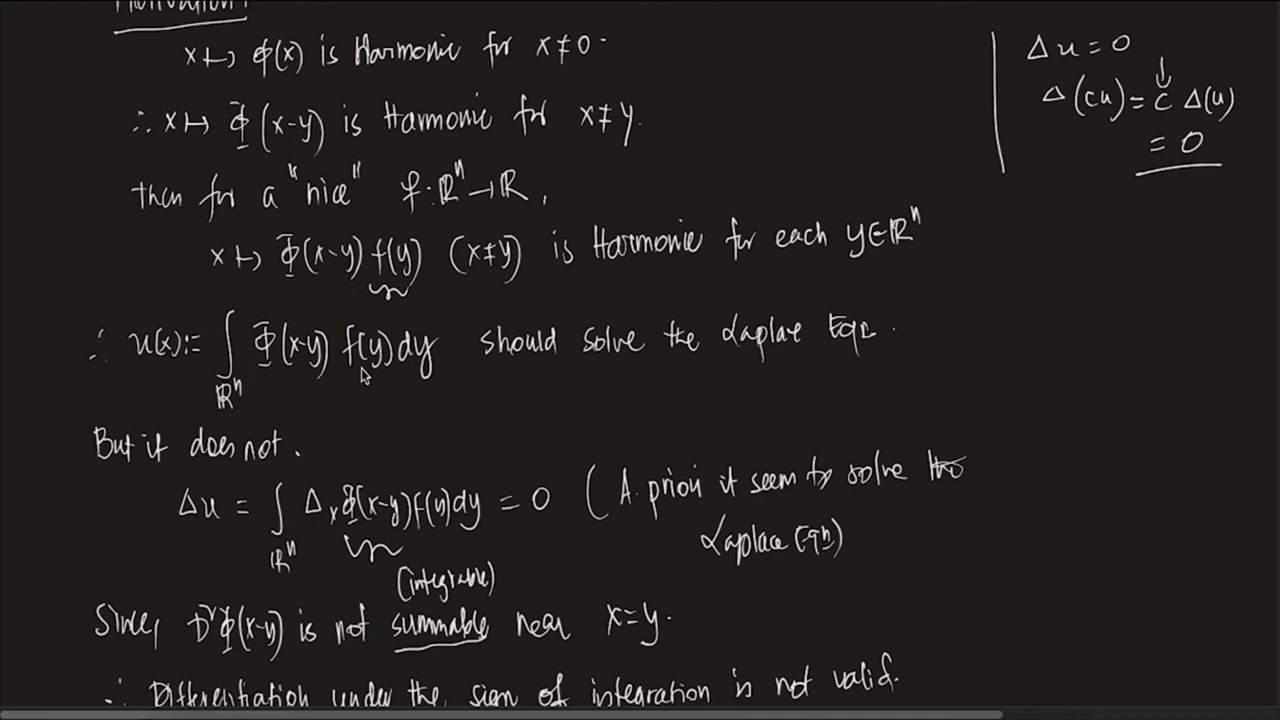 Motivation:
x ↦ ϕ(x) is Harmonic for x ≠ 0.
∴ x ↦ Φ(x-y) is Harmonic for x ≠ y.
then for a "nice" f: ℝⁿ → ℝ,
x ↦ Φ(x-y) f(y) (x≠y) is Harmonic for each y ∈ ℝⁿ
∴ u(x) := ∫_{ℝⁿ} Φ(x-y) f(y) dy should solve the Laplace Eqn.
But it does not.
Δu = ∫_{ℝⁿ} Δₓ Φ(x-y) f(y) dy = 0 (A priori it seem to solve the
Laplace Eqn)
(integrable)
Since, D²Φ(x-y) is not summable near x=y.
∴ Differentiation under the sign of integration is not valid.
Δu = 0
Δ(cu) = c Δ(u)
= 0